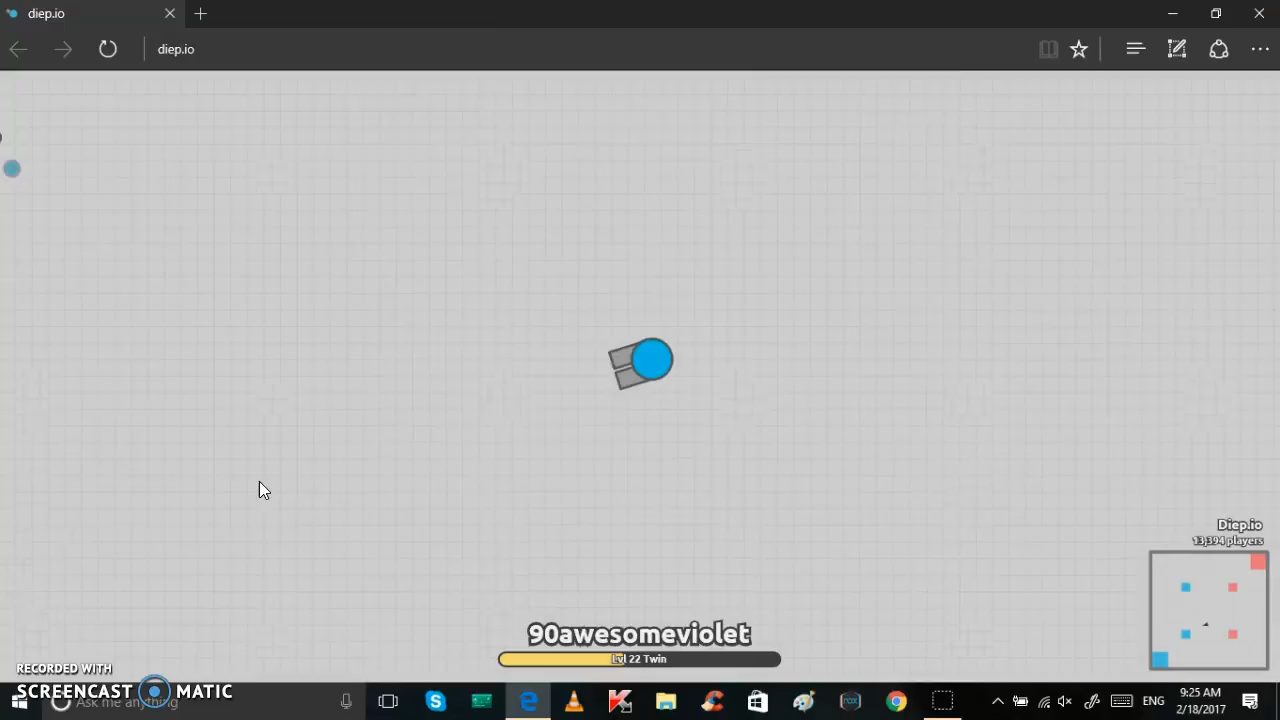 diep.io
diep.io
Diep.io
13,394 players
90awesomeviolet
Lvl 22 Twin
RECORDED WITH
SCREENCAST MATIC
Ask me anything
ENG
9:25 AM
2/18/2017